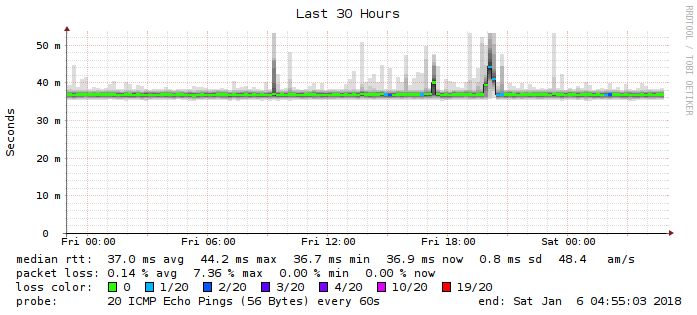 Last 30 Hours
RRDTOOL / TOBI OETIKER
Seconds
50 m
40 m
30 m
20 m
10 m
0
Fri 00:00 Fri 06:00 Fri 12:00 Fri 18:00 Sat 00:00
median rtt: 37.0 ms avg 44.2 ms max 36.7 ms min 36.9 ms now 0.8 ms sd 48.4 am/s
packet loss: 0.14 % avg 7.36 % max 0.00 % min 0.00 % now
loss color: 0 1/20 2/20 3/20 4/20 10/20 19/20
probe: 20 ICMP Echo Pings (56 Bytes) every 60s end: Sat Jan 6 04:55:03 2018